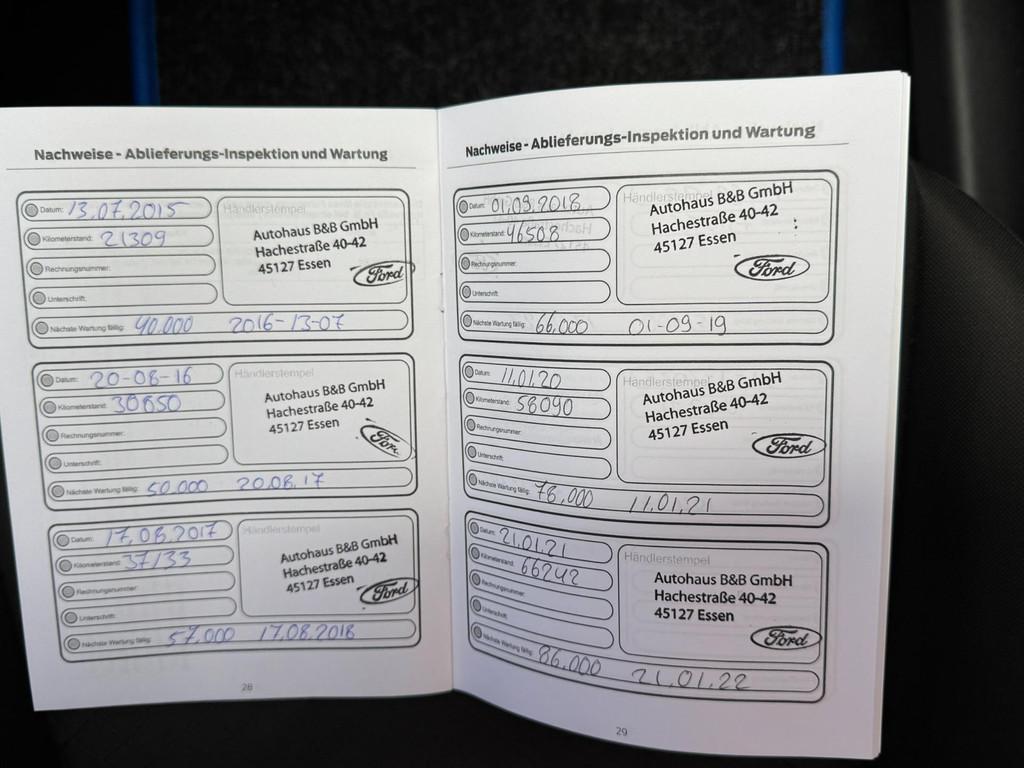 Nachweise - Ablieferungs-Inspektion und Wartung
Datum: 13.07.2015
Kilometerstand: 21309
Rechnungsnummer:
Unterschrift:
Händlerstempel
Autohaus B&B GmbH
Hachestraße 40-42
45127 Essen
Ford
Nächste Wartung fällig: 40.000 2016-13-07
Datum: 20-08-16
Kilometerstand: 30650
Rechnungsnummer:
Unterschrift:
Händlerstempel
Autohaus B&B GmbH
Hachestraße 40-42
45127 Essen
Ford
Nächste Wartung fällig: 50.000 20.08.17
Datum: 17.08.2017
Kilometerstand: 37133
Rechnungsnummer:
Unterschrift:
Händlerstempel
Autohaus B&B GmbH
Hachestraße 40-42
45127 Essen
Ford
Nächste Wartung fällig: 57.000 17.08.2018
28
Nachweise - Ablieferungs-Inspektion und Wartung
Datum: 01.09.2018
Kilometerstand: 46508
Rechnungsnummer:
Unterschrift:
Händlerstempel
Autohaus B&B GmbH
Hachestraße 40-42
45127 Essen
Ford
Nächste Wartung fällig: 66.000 01-09-19
Datum: 11.01.20
Kilometerstand: 58090
Rechnungsnummer:
Unterschrift:
Händlerstempel
Autohaus B&B GmbH
Hachestraße 40-42
45127 Essen
Ford
Nächste Wartung fällig: 78.000 11.01.21
Datum: 21.01.21
Kilometerstand: 66242
Rechnungsnummer:
Unterschrift:
Händlerstempel
Autohaus B&B GmbH
Hachestraße 40-42
45127 Essen
Ford
Nächste Wartung fällig: 86.000 21.01.22
29